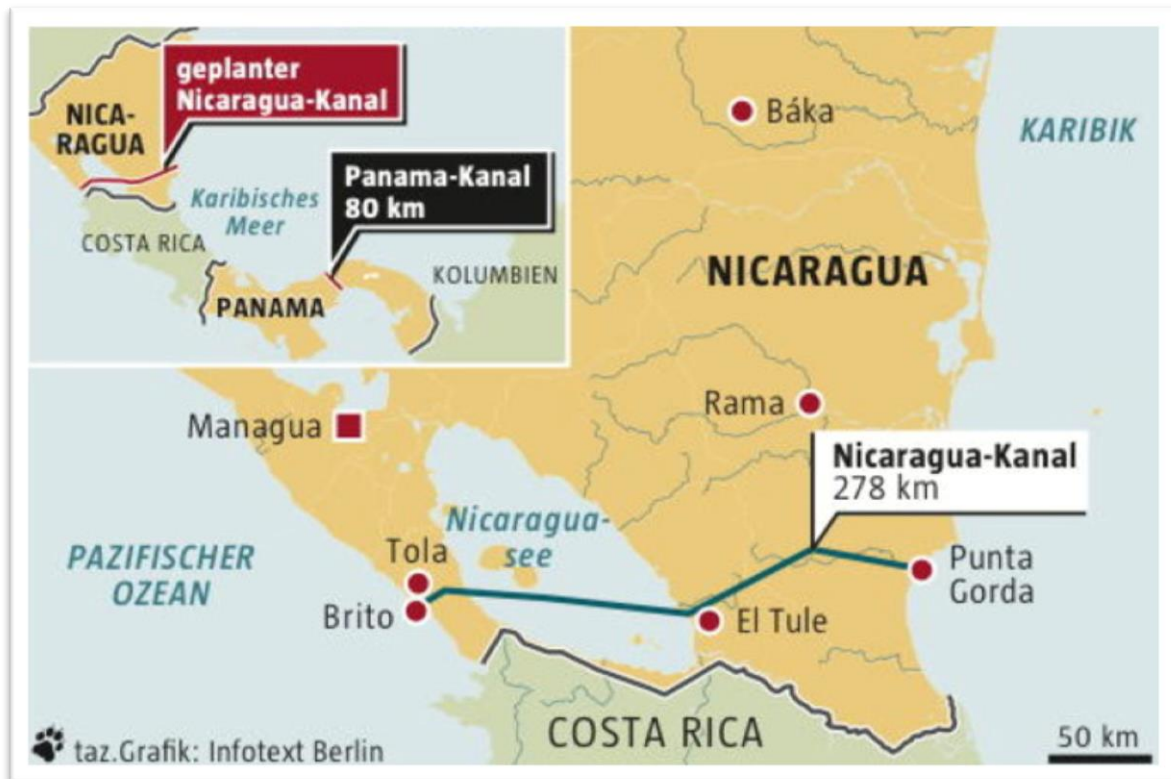 geplanter
Nicaragua-Kanal
NICA-
RAGUA
Panama-Kanal
80 km
Karibisches
Meer
COSTA RICA
KOLUMBIEN
PANAMA
Báka
KARIBIK
NICARAGUA
Managua
Rama
Nicaragua-Kanal
278 km
Nicaragua-
see
PAZIFISCHER
OZEAN
Tola
Brito
Punta
Gorda
El Tule
COSTA RICA
50 km
taz.Grafik: Infotext Berlin